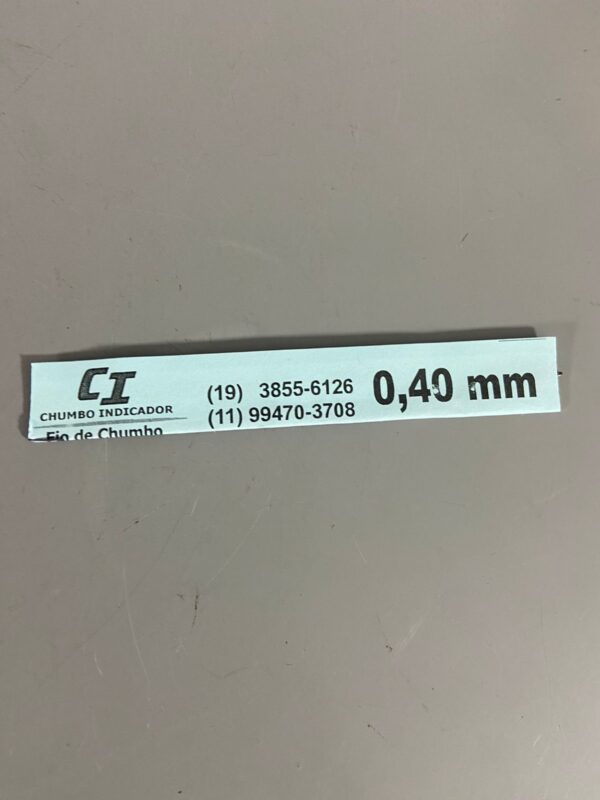 CI
CHUMBO INDICADOR
Fio de Chumbo
(19) 3855-6126
(11) 99470-3708
0,40 mm